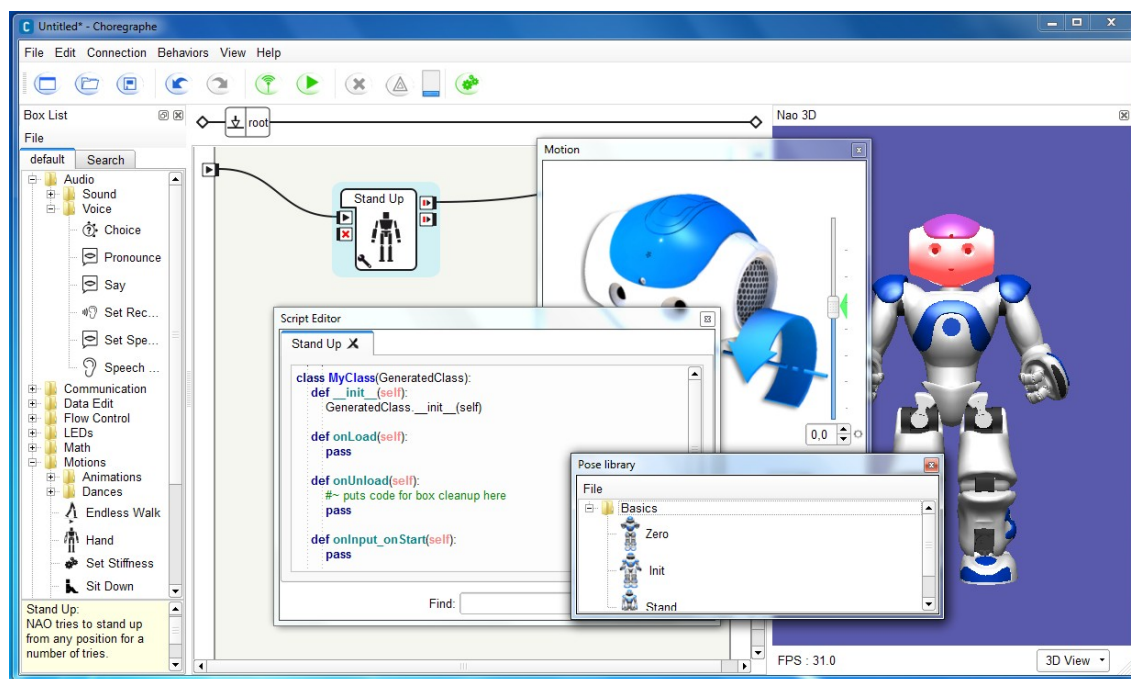 Untitled* - Choregraphe
File Edit Connection Behaviors View Help
Box List
File
default Search
Audio
Sound
Voice
Choice
Pronounce
Say
Set Rec...
Set Spe...
Speech ...
Communication
Data Edit
Flow Control
LEDs
Math
Motions
Animations
Dances
Endless Walk
Hand
Set Stiffness
Sit Down
Stand Up:
NAO tries to stand up
from any position for a
number of tries.
root
Stand Up
Script Editor
Stand Up
class MyClass(GeneratedClass):
def __init__(self):
GeneratedClass.__init__(self)
def onLoad(self):
pass
def onUnload(self):
#~ puts code for box cleanup here
pass
def onInput_onStart(self):
pass
Find:
Motion
0,0
Pose library
File
Basics
Zero
Init
Stand
Nao 3D
FPS : 31.0
3D View